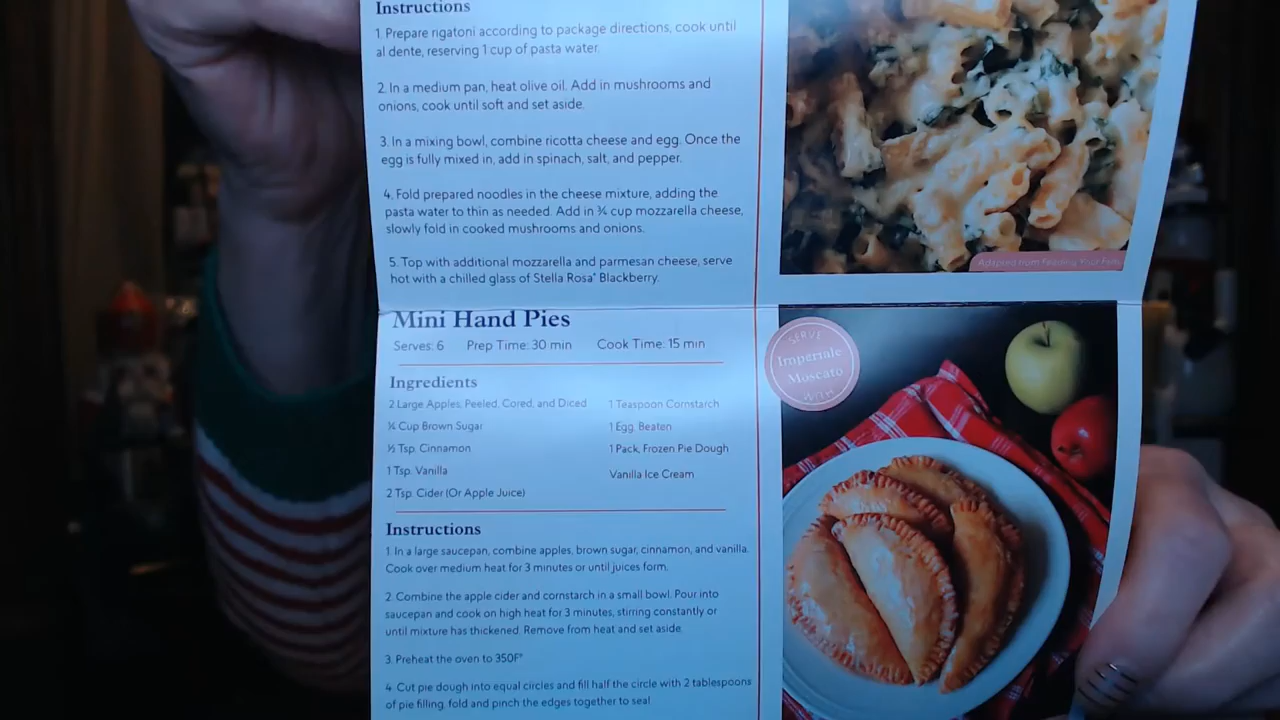 Instructions
1. Prepare rigatoni according to package directions, cook until
al dente, reserving 1 cup of pasta water.
2. In a medium pan, heat olive oil. Add in mushrooms and
onions, cook until soft and set aside.
3. In a mixing bowl, combine ricotta cheese and egg. Once the
egg is fully mixed in, add in spinach, salt, and pepper.
4. Fold prepared noodles in the cheese mixture, adding the
pasta water to thin as needed. Add in ¾ cup mozzarella cheese,
slowly fold in cooked mushrooms and onions.
5. Top with additional mozzarella and parmesan cheese, serve
hot with a chilled glass of Stella Rosa® Blackberry.
Adapted from Feasting Your Fam
Mini Hand Pies
Serves: 6 Prep Time: 30 min Cook Time: 15 min
Ingredients
2 Large Apples, Peeled, Cored, and Diced
¼ Cup Brown Sugar
½ Tsp. Cinnamon
1 Tsp. Vanilla
2 Tsp. Cider (Or Apple Juice)
1 Teaspoon Cornstarch
1 Egg, Beaten
1 Pack, Frozen Pie Dough
Vanilla Ice Cream
SERVE
Imperiale
Moscato
WITH
Instructions
1. In a large saucepan, combine apples, brown sugar, cinnamon, and vanilla.
Cook over medium heat for 3 minutes or until juices form.
2. Combine the apple cider and cornstarch in a small bowl. Pour into
saucepan and cook on high heat for 3 minutes, stirring constantly or
until mixture has thickened. Remove from heat and set aside.
3. Preheat the oven to 350F°
4. Cut pie dough into equal circles and fill half the circle with 2 tablespoons
of pie filling, fold and pinch the edges together to seal